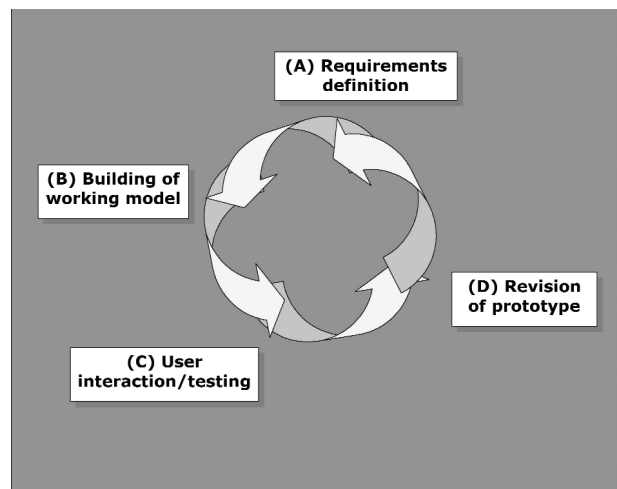 (A) Requirements
definition
(B) Building of
working model
(D) Revision
of prototype
(C) User
interaction/testing